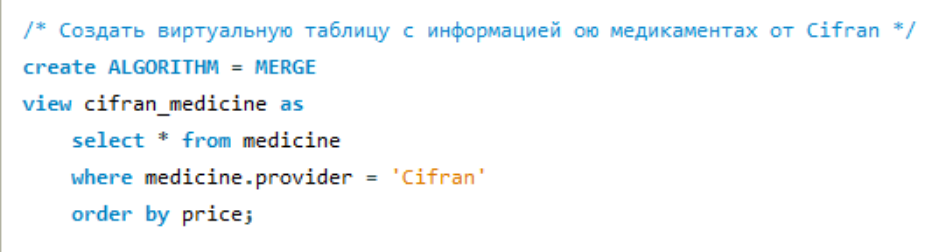 /* Создать виртуальную таблицу с информацией ою медикаментах от Cifran */
create ALGORITHM = MERGE
view cifran_medicine as
select * from medicine
where medicine.provider = 'Cifran'
order by price;